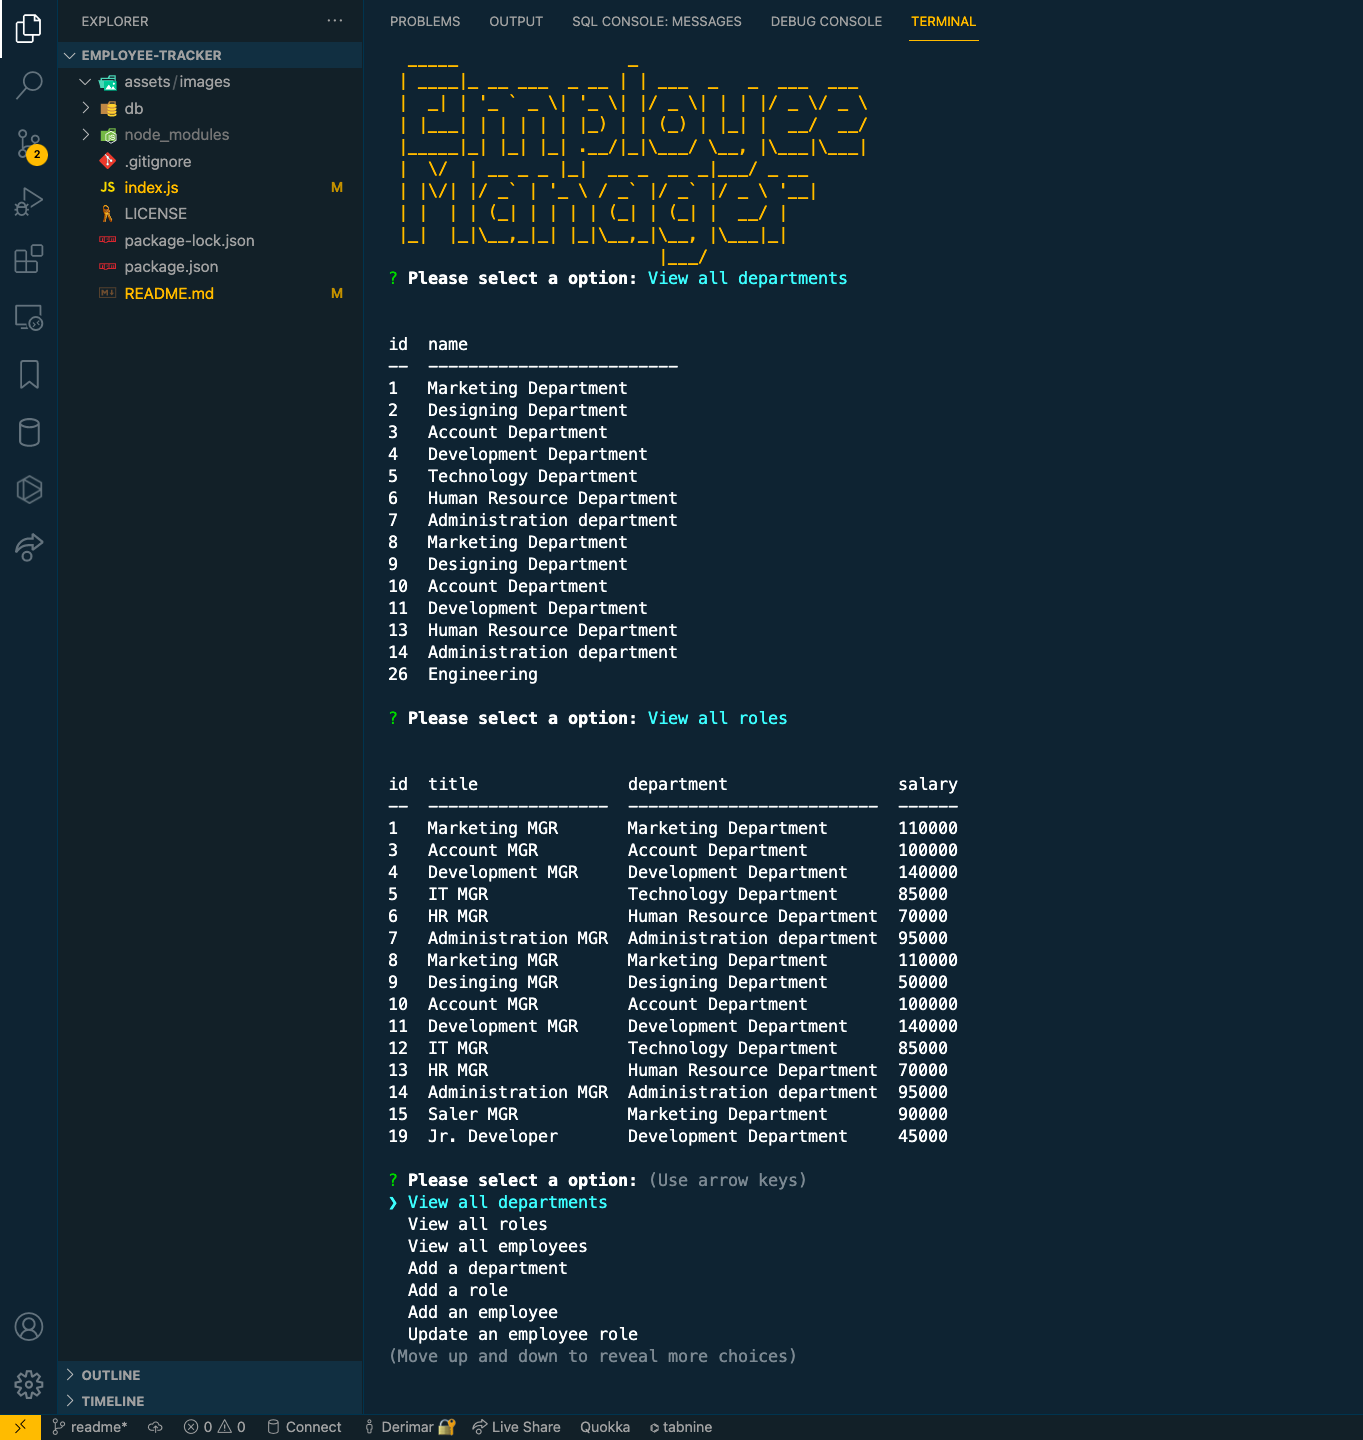 EXPLORER
EMPLOYEE-TRACKER
assets/images
db
node_modules
.gitignore
JS index.js M
LICENSE
package-lock.json
package.json
README.md M
2
OUTLINE
TIMELINE
PROBLEMS OUTPUT SQL CONSOLE: MESSAGES DEBUG CONSOLE TERMINAL
Employee
Manager
? Please select a option: View all departments
id name
-- -------------------------
1 Marketing Department
2 Designing Department
3 Account Department
4 Development Department
5 Technology Department
6 Human Resource Department
7 Administration department
8 Marketing Department
9 Designing Department
10 Account Department
11 Development Department
13 Human Resource Department
14 Administration department
26 Engineering
? Please select a option: View all roles
id title department salary
-- ------------------ ------------------------- ------
1 Marketing MGR Marketing Department 110000
3 Account MGR Account Department 100000
4 Development MGR Development Department 140000
5 IT MGR Technology Department 85000
6 HR MGR Human Resource Department 70000
7 Administration MGR Administration department 95000
8 Marketing MGR Marketing Department 110000
9 Desinging MGR Designing Department 50000
10 Account MGR Account Department 100000
11 Development MGR Development Department 140000
12 IT MGR Technology Department 85000
13 HR MGR Human Resource Department 70000
14 Administration MGR Administration department 95000
15 Saler MGR Marketing Department 90000
19 Jr. Developer Development Department 45000
? Please select a option: (Use arrow keys)
❯ View all departments
View all roles
View all employees
Add a department
Add a role
Add an employee
Update an employee role
(Move up and down to reveal more choices)
readme* 0 0 Connect Derimar Live Share Quokka tabnine